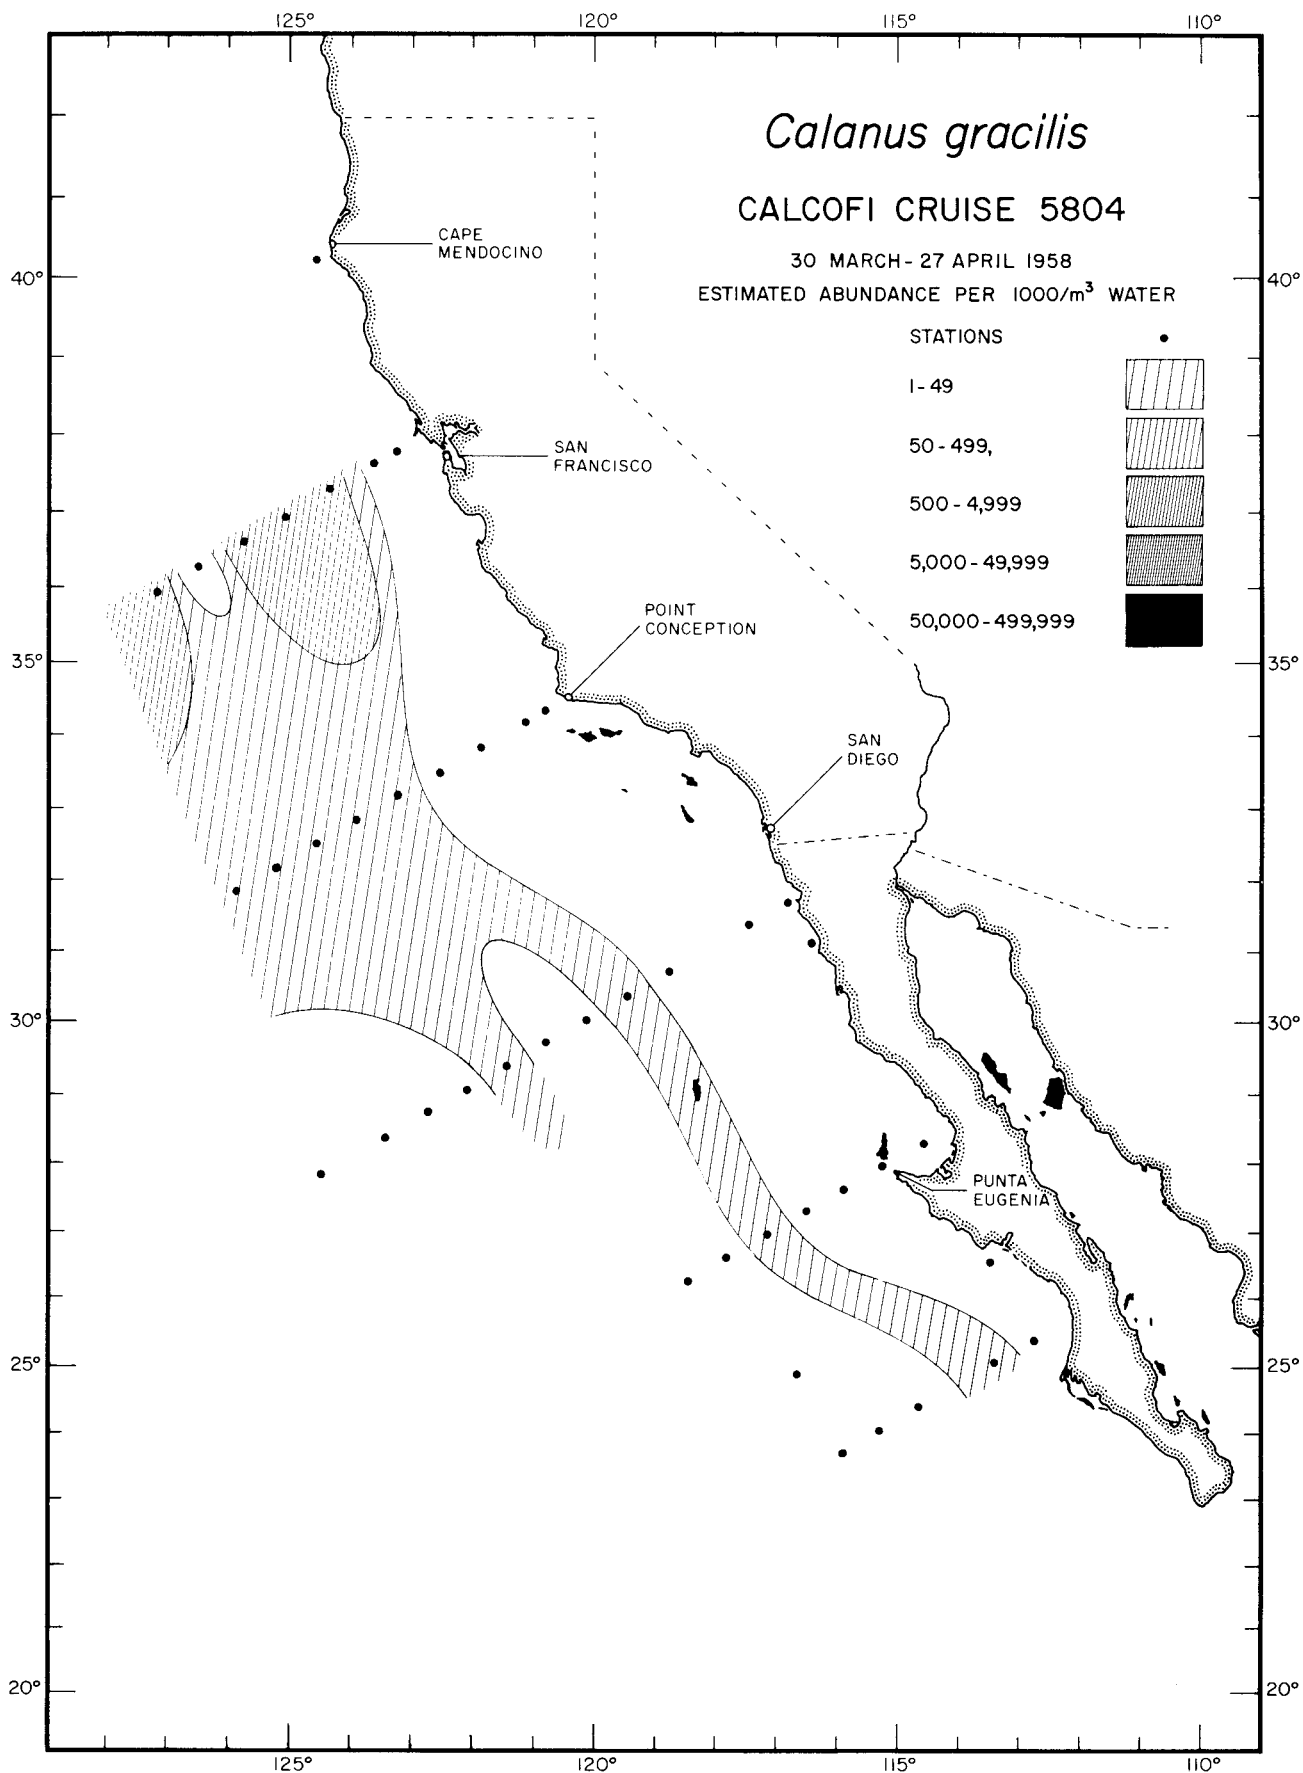 125° 120° 115° 110°
Calanus gracilis
CALCOFI CRUISE 5804
30 MARCH - 27 APRIL 1958
ESTIMATED ABUNDANCE PER 1000/m³ WATER
STATIONS
1 - 49
50 - 499,
500 - 4,999
5,000 - 49,999
50,000 - 499,999
CAPE
MENDOCINO
40° 40°
SAN
FRANCISCO
POINT
CONCEPTION
35° 35°
SAN
DIEGO
30° 30°
PUNTA
EUGENIA
25° 25°
20° 20°
125° 120° 115° 110°